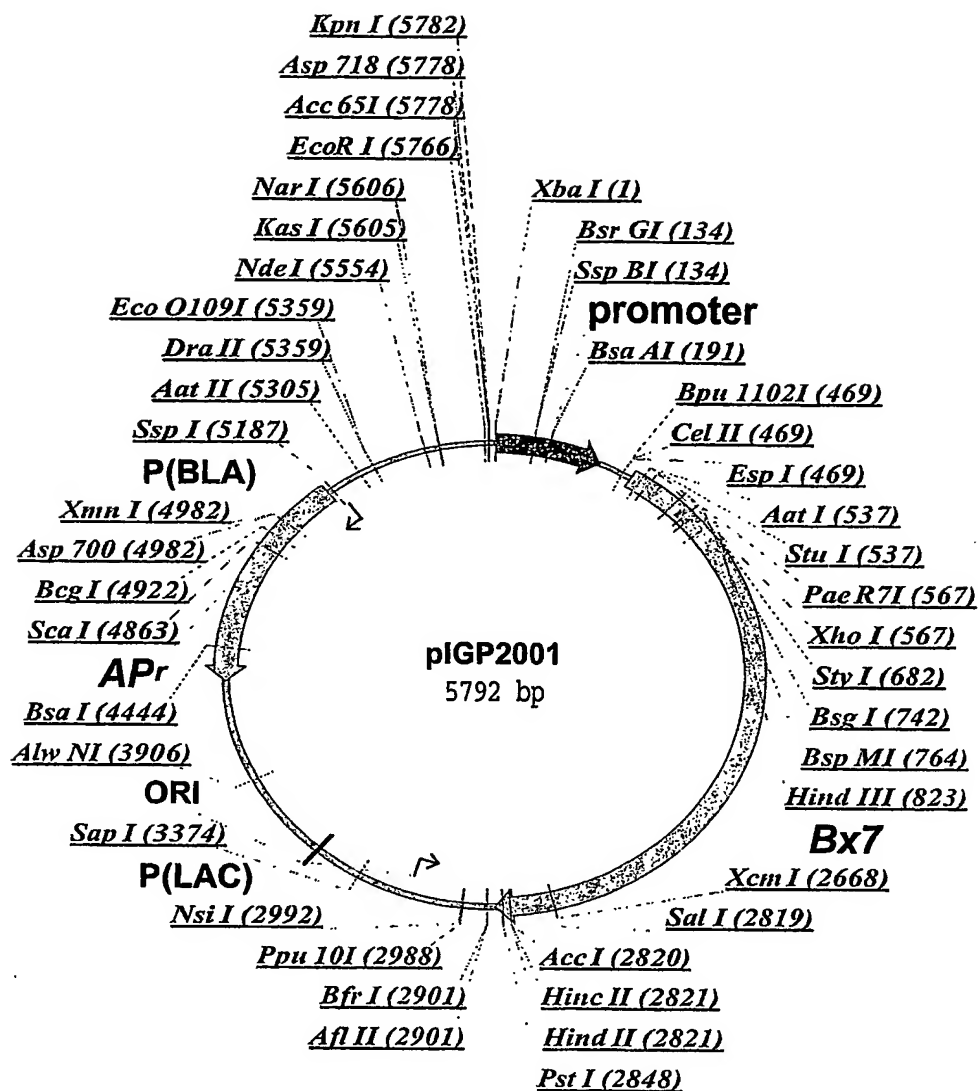 Kpn I (5782)
Asp 718 (5778)
Acc 65I (5778)
EcoR I (5766)
Nar I (5606)
Kas I (5605)
Nde I (5554)
Eco O109I (5359)
Dra II (5359)
Aat II (5305)
Ssp I (5187)
P(BLA)
Xmn I (4982)
Asp 700 (4982)
Bcg I (4922)
Sca I (4863)
APr
Bsa I (4444)
Alw NI (3906)
ORI
Sap I (3374)
P(LAC)
Nsi I (2992)
Ppu 10I (2988)
Bfr I (2901)
Afl II (2901)
Xba I (1)
Bsr GI (134)
Ssp BI (134)
promoter
Bsa AI (191)
Bpu 1102I (469)
Cel II (469)
Esp I (469)
Aat I (537)
Stu I (537)
Pae R7I (567)
Xho I (567)
Sty I (682)
Bsg I (742)
Bsp MI (764)
Hind III (823)
Bx7
Xcm I (2668)
Sal I (2819)
Acc I (2820)
Hinc II (2821)
Hind II (2821)
Pst I (2848)
pIGP2001
5792 bp